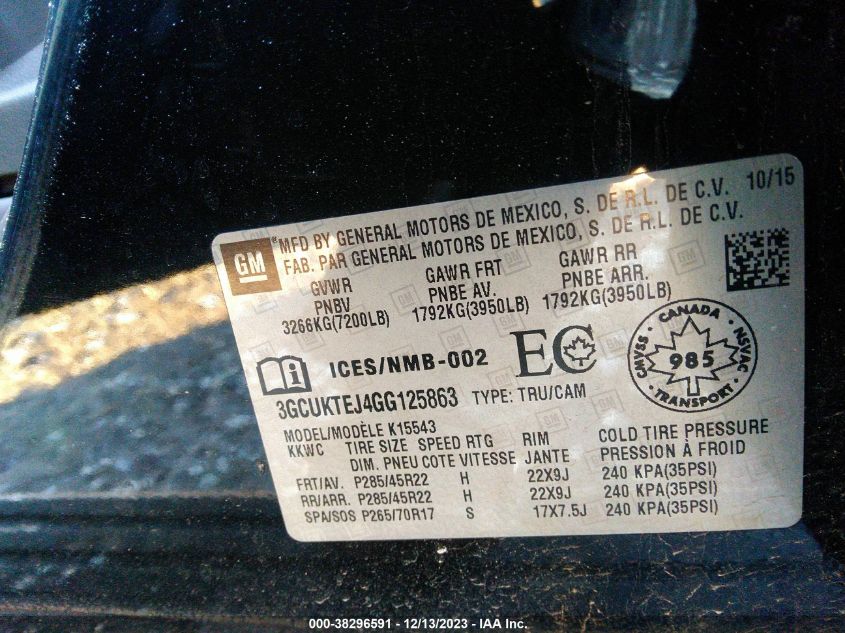 GM
®MFD BY GENERAL MOTORS DE MEXICO, S. DE R.L. DE C.V. 10/15
FAB. PAR GENERAL MOTORS DE MEXICO, S. DE R.L. DE C.V.
GVWR GAWR FRT GAWR RR
PNBV PNBE AV. PNBE ARR.
3266KG(7200LB) 1792KG(3950LB) 1792KG(3950LB)
ICES/NMB-002 EC
CANADA
CMVSS 985 NSVAC
TRANSPORT
3GCUKTEJ4GG125863 TYPE: TRU/CAM
MODEL/MODÈLE K15543
KKWC TIRE SIZE SPEED RTG RIM COLD TIRE PRESSURE
DIM. PNEU COTE VITESSE JANTE PRESSION À FROID
FRT/AV. P285/45R22 H 22X9J 240 KPA(35PSI)
RR/ARR. P285/45R22 H 22X9J 240 KPA(35PSI)
SPA/SOS P265/70R17 S 17X7.5J 240 KPA(35PSI)
000-38296591 - 12/13/2023 - IAA Inc.